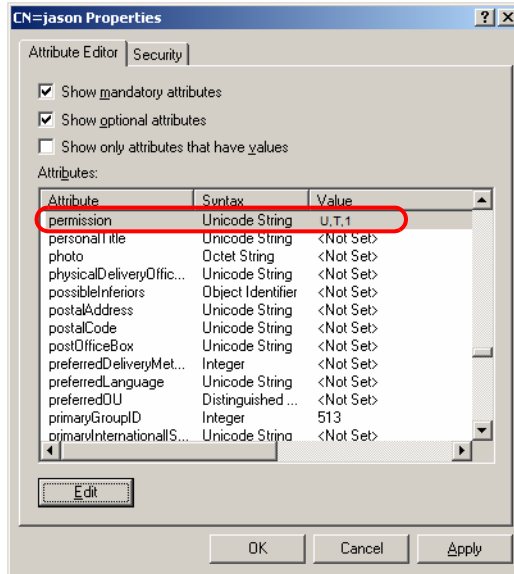 CN=jason Properties
Attribute Editor Security
Show mandatory attributes
Show optional attributes
Show only attributes that have values
Attributes:
Attribute Syntax Value
permission Unicode String U,T,1
personalTitle Unicode String <Not Set>
photo Octet String <Not Set>
physicalDeliveryOffic... Unicode String <Not Set>
possibleInferiors Object Identifier <Not Set>
postalAddress Unicode String <Not Set>
postalCode Unicode String <Not Set>
postOfficeBox Unicode String <Not Set>
preferredDeliveryMet... Integer <Not Set>
preferredLanguage Unicode String <Not Set>
preferredOU Distinguished ... <Not Set>
primaryGroupID Integer 513
primaryInternationalIS... Unicode String <Not Set>
Edit
OK Cancel Apply